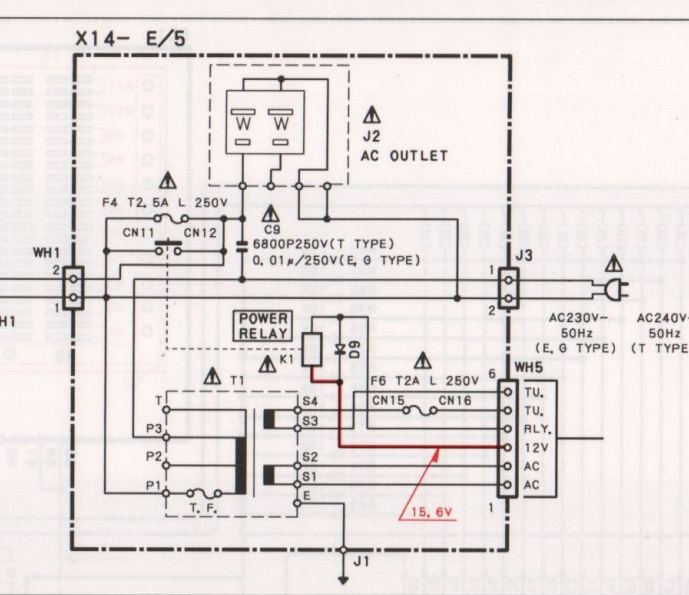 X14- E/5
W W
J2
AC OUTLET
F4 T2.5A L 250V
CN11 CN12
C9
6800P250V(T TYPE)
0.01μ/250V(E,G TYPE)
WH1
2
1
H1
J3
1
2
AC230V~
50Hz
(E,G TYPE)
AC240V
50Hz
(T TYPE
POWER
RELAY
K1
D9
T1
F6 T2A L 250V
CN15 CN16
WH5
6
TU.
TU.
RLY.
12V
AC
AC
1
T
P3
P2
P1
T.F.
S4
S3
S2
S1
E
15.6V
J1